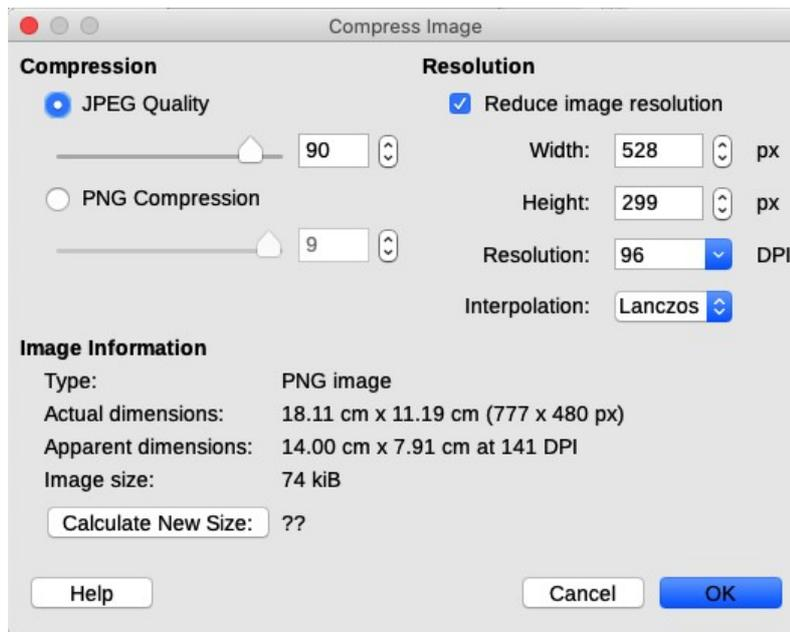 Compress Image
Compression
JPEG Quality
90
PNG Compression
9
Resolution
Reduce image resolution
Width: 528 px
Height: 299 px
Resolution: 96 DPI
Interpolation: Lanczos
Image Information
Type: PNG image
Actual dimensions: 18.11 cm x 11.19 cm (777 x 480 px)
Apparent dimensions: 14.00 cm x 7.91 cm at 141 DPI
Image size: 74 kiB
Calculate New Size: ??
Help Cancel OK